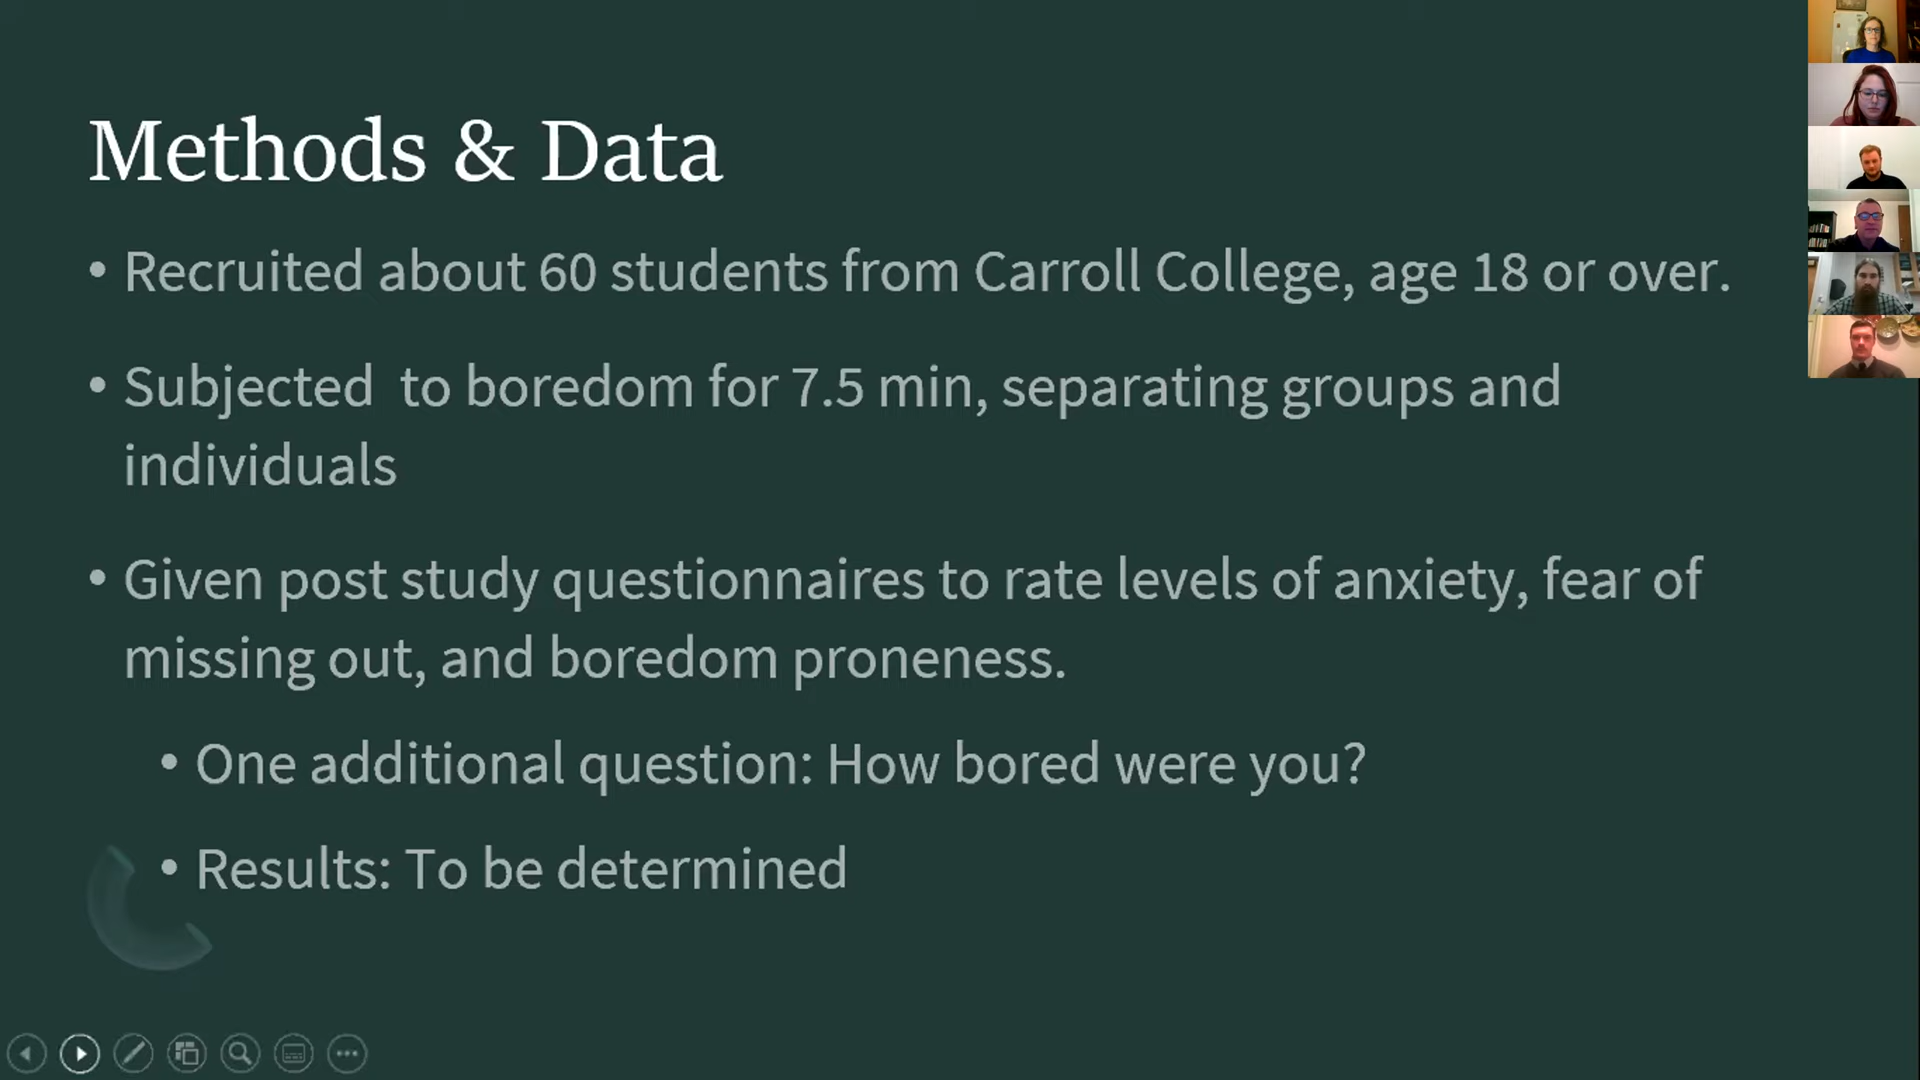 Methods & Data
• Recruited about 60 students from Carroll College, age 18 or over.
• Subjected  to boredom for 7.5 min, separating groups and
individuals
• Given post study questionnaires to rate levels of anxiety, fear of
missing out, and boredom proneness.
• One additional question: How bored were you?
• Results: To be determined